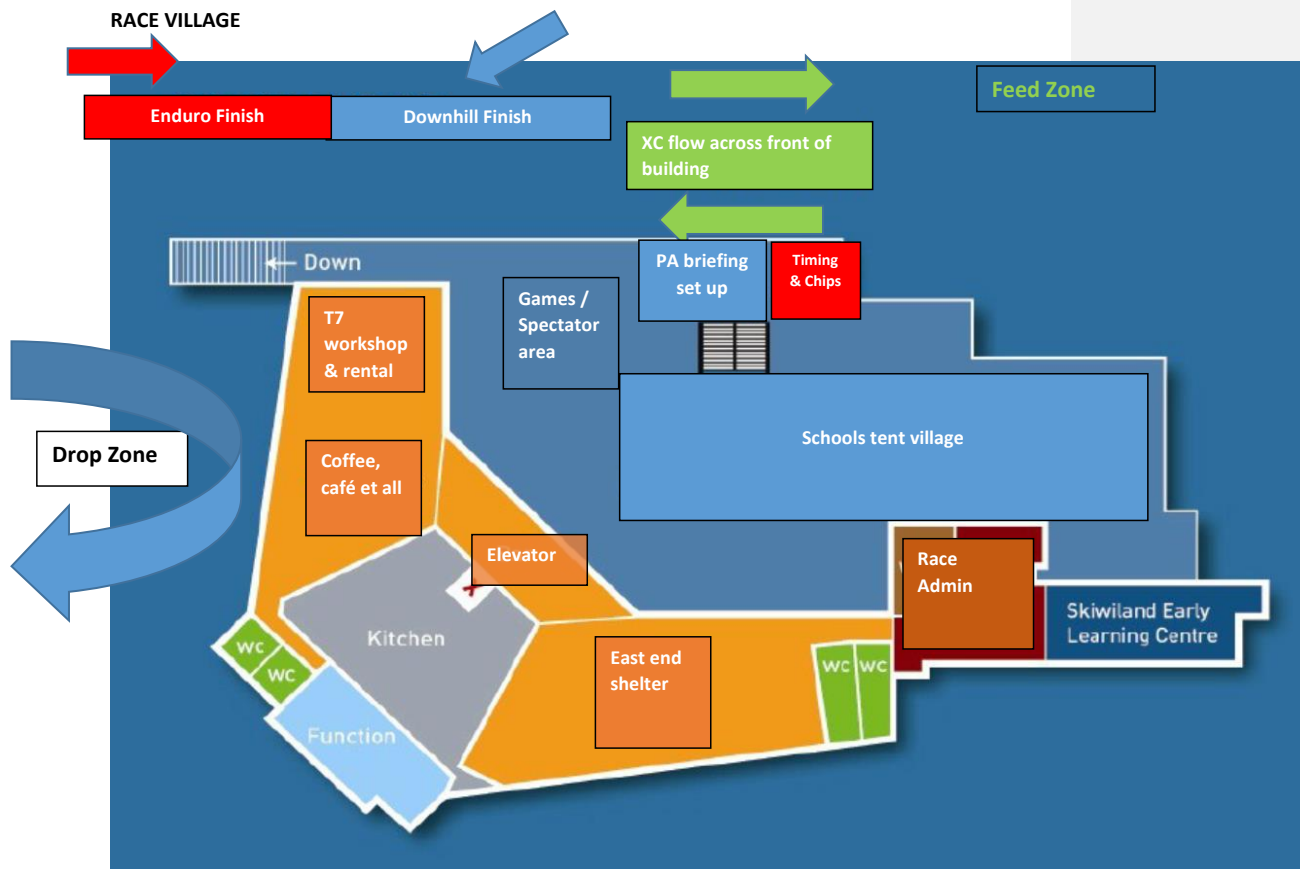 RACE VILLAGE
Enduro Finish
Downhill Finish
Feed Zone
XC flow across front of
building
Down
PA briefing
set up
Timing
& Chips
Games /
Spectator
area
T7
workshop
& rental
Schools tent village
Drop Zone
Coffee,
café et all
Elevator
Race
Admin
Skiwiland Early
Learning Centre
Kitchen
wc
wc
East end
shelter
wc
wc
Function